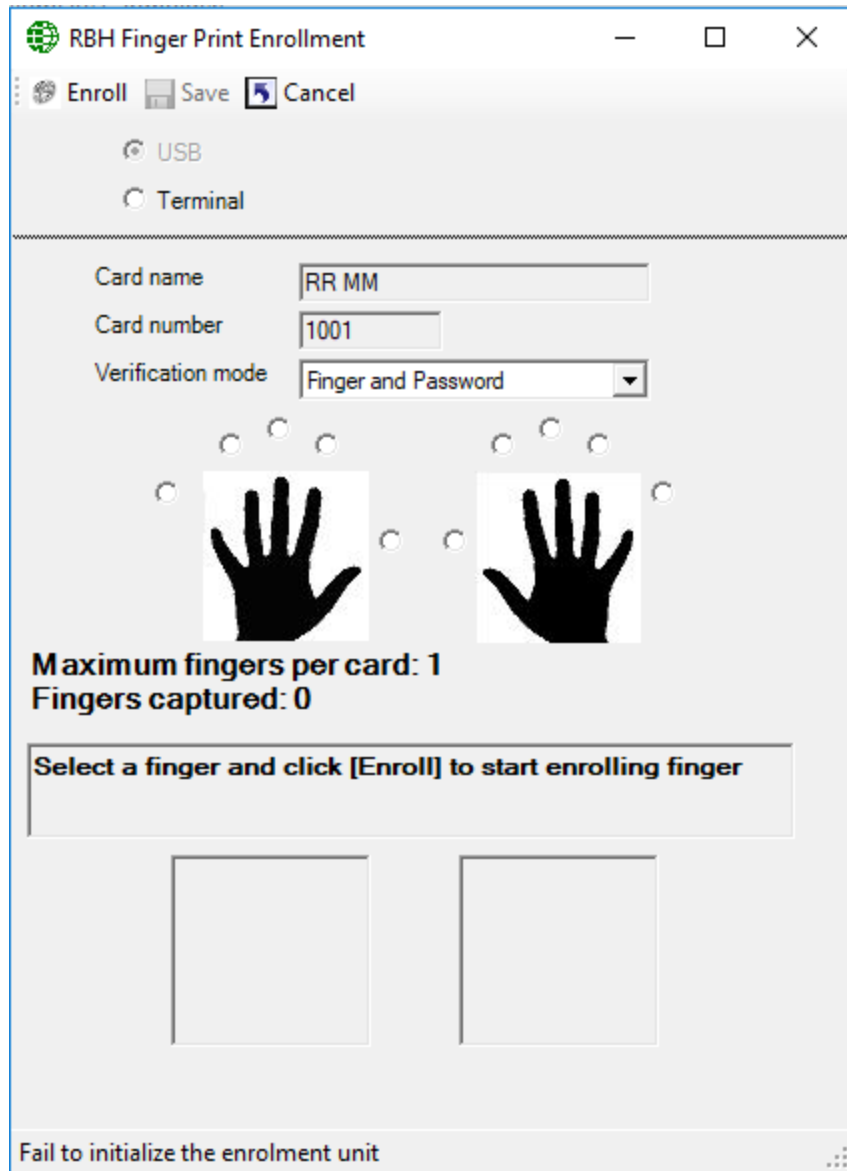 RBH Finger Print Enrollment
Enroll Save Cancel
USB
Terminal
Card name RR MM
Card number 1001
Verification mode Finger and Password
Maximum fingers per card: 1
Fingers captured: 0
Select a finger and click [Enroll] to start enrolling finger
Fail to initialize the enrolment unit